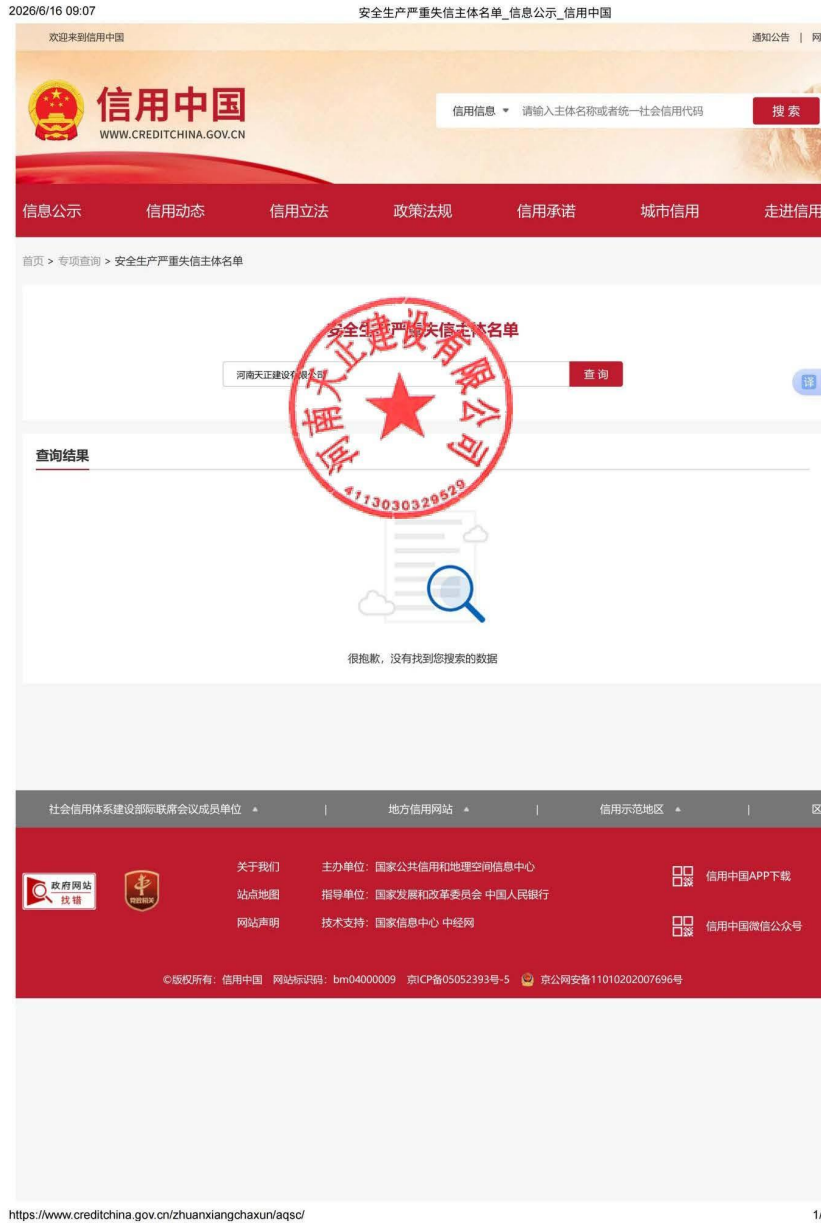 2026/6/16 09:07 安全生产严重失信主体名单_信息公示_信用中国
欢迎来到信用中国 通知公告 | 网
信用中国
WWW.CREDITCHINA.GOV.CN
信用信息 请输入主体名称或者统一社会信用代码 搜索
信息公示 信用动态 信用立法 政策法规 信用承诺 城市信用 走进信用
首页 > 专项查询 > 安全生产严重失信主体名单
安全生产严重失信主体名单
河南天正建设有限公司 查询
译
河南天正建设有限公司
4113030329529
查询结果
很抱歉，没有找到您搜索的数据
社会信用体系建设部际联席会议成员单位 | 地方信用网站 | 信用示范地区 | 区
政府网站
找错
党政机关
关于我们 主办单位：国家公共信用和地理空间信息中心
站点地图 指导单位：国家发展和改革委员会 中国人民银行
网站声明 技术支持：国家信息中心 中经网
信用中国APP下载
信用中国微信公众号
©版权所有：信用中国 网站标识码：bm04000009 京ICP备05052393号-5 京公网安备11010202007696号
https://www.creditchina.gov.cn/zhuanxiangchaxun/aqsc/ 1/